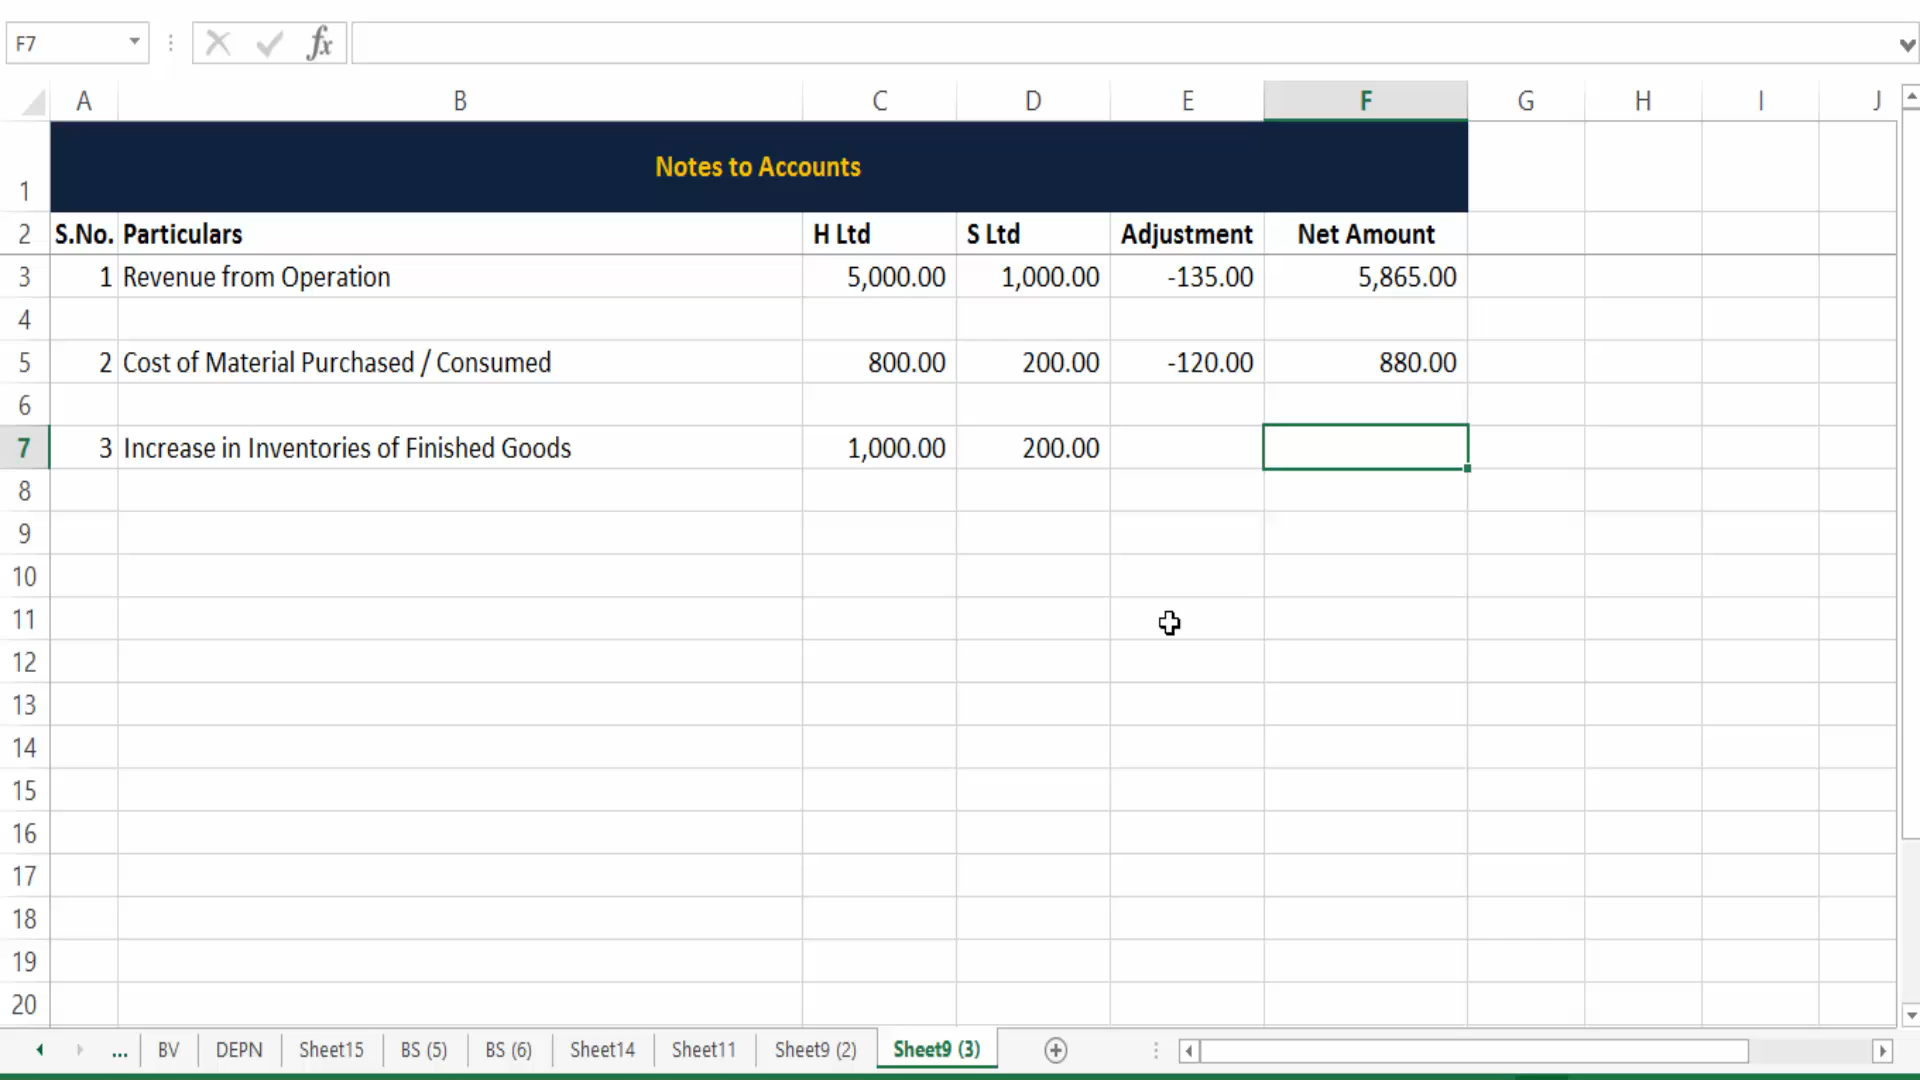 F7
fx
A B C D E F G H I J
1 Notes to Accounts
2 S.No. Particulars H Ltd S Ltd Adjustment Net Amount
3 1 Revenue from Operation 5,000.00 1,000.00 -135.00 5,865.00
4
5 2 Cost of Material Purchased / Consumed 800.00 200.00 -120.00 880.00
6
7 3 Increase in Inventories of Finished Goods 1,000.00 200.00
8
9
10
11
12
13
14
15
16
17
18
19
20
... BV DEPN Sheet15 BS (5) BS (6) Sheet14 Sheet11 Sheet9 (2) Sheet9 (3)